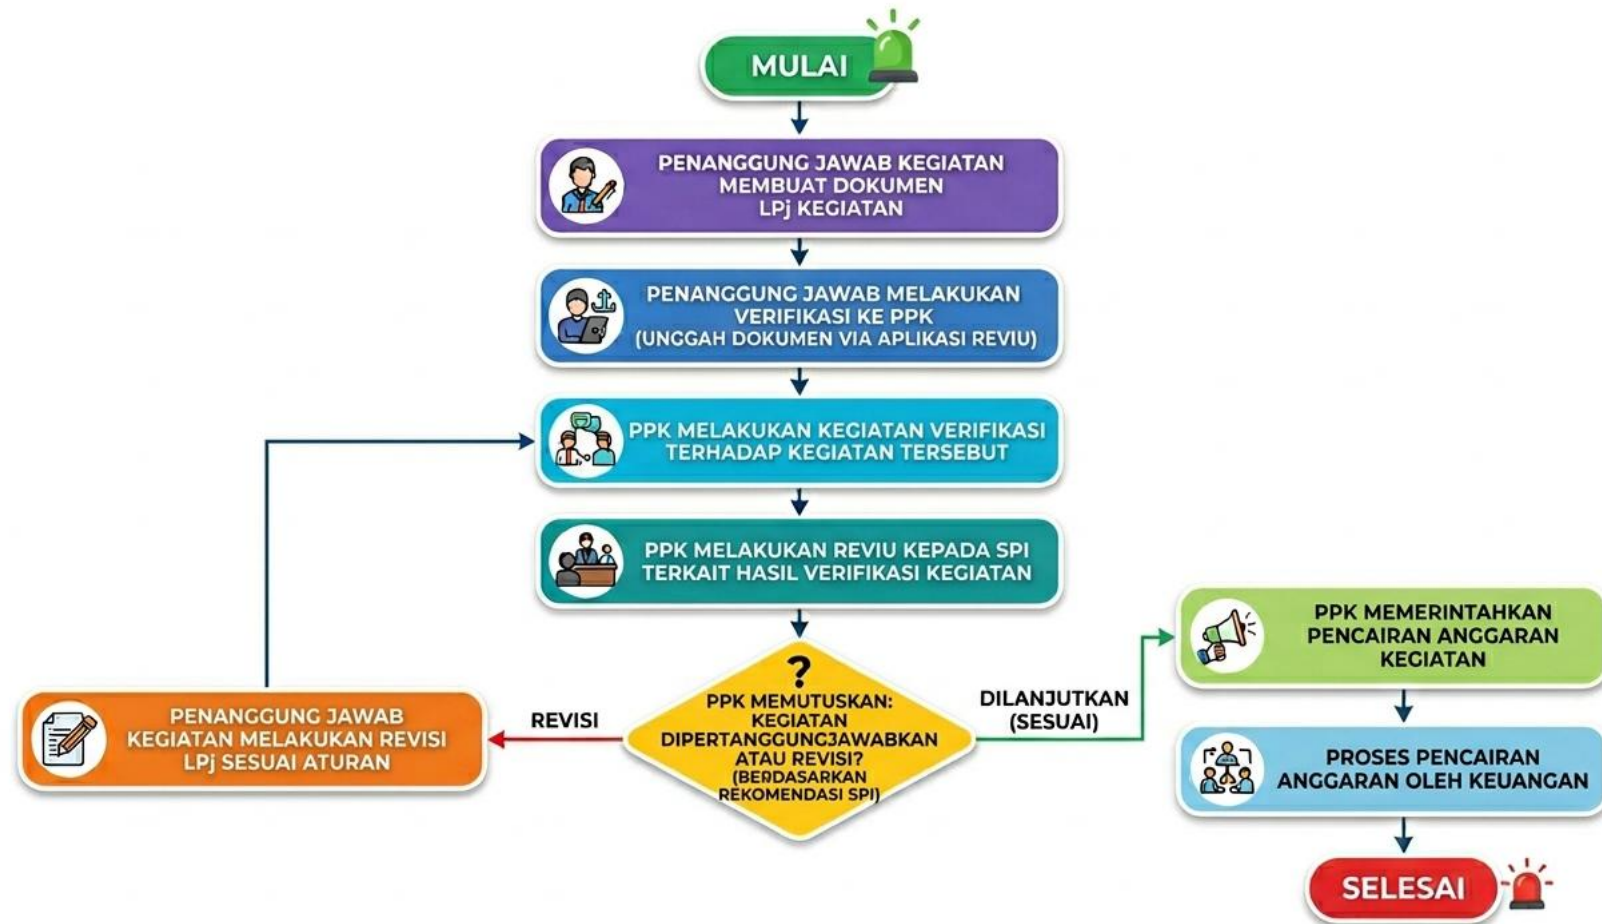 MULAI
PENANGGUNG JAWAB KEGIATAN
MEMBUAT DOKUMEN
LPj KEGIATAN
PENANGGUNG JAWAB MELAKUKAN
VERIFIKASI KE PPK
(UNGGAH DOKUMEN VIA APLIKASI REVIU)
PPK MELAKUKAN KEGIATAN VERIFIKASI
TERHADAP KEGIATAN TERSEBUT
PPK MELAKUKAN REVIU KEPADA SPI
TERKAIT HASIL VERIFIKASI KEGIATAN
?
PPK MEMUTUSKAN:
KEGIATAN
DIPERTANGGUNGJAWABKAN
ATAU REVISI?
(BERDASARKAN
REKOMENDASI SPI)
REVISI
PENANGGUNG JAWAB
KEGIATAN MELAKUKAN REVISI
LPj SESUAI ATURAN
DILANJUTKAN
(SESUAI)
PPK MEMERINTAHKAN
PENCAIRAN ANGGARAN
KEGIATAN
PROSES PENCAIRAN
ANGGARAN OLEH KEUANGAN
SELESAI